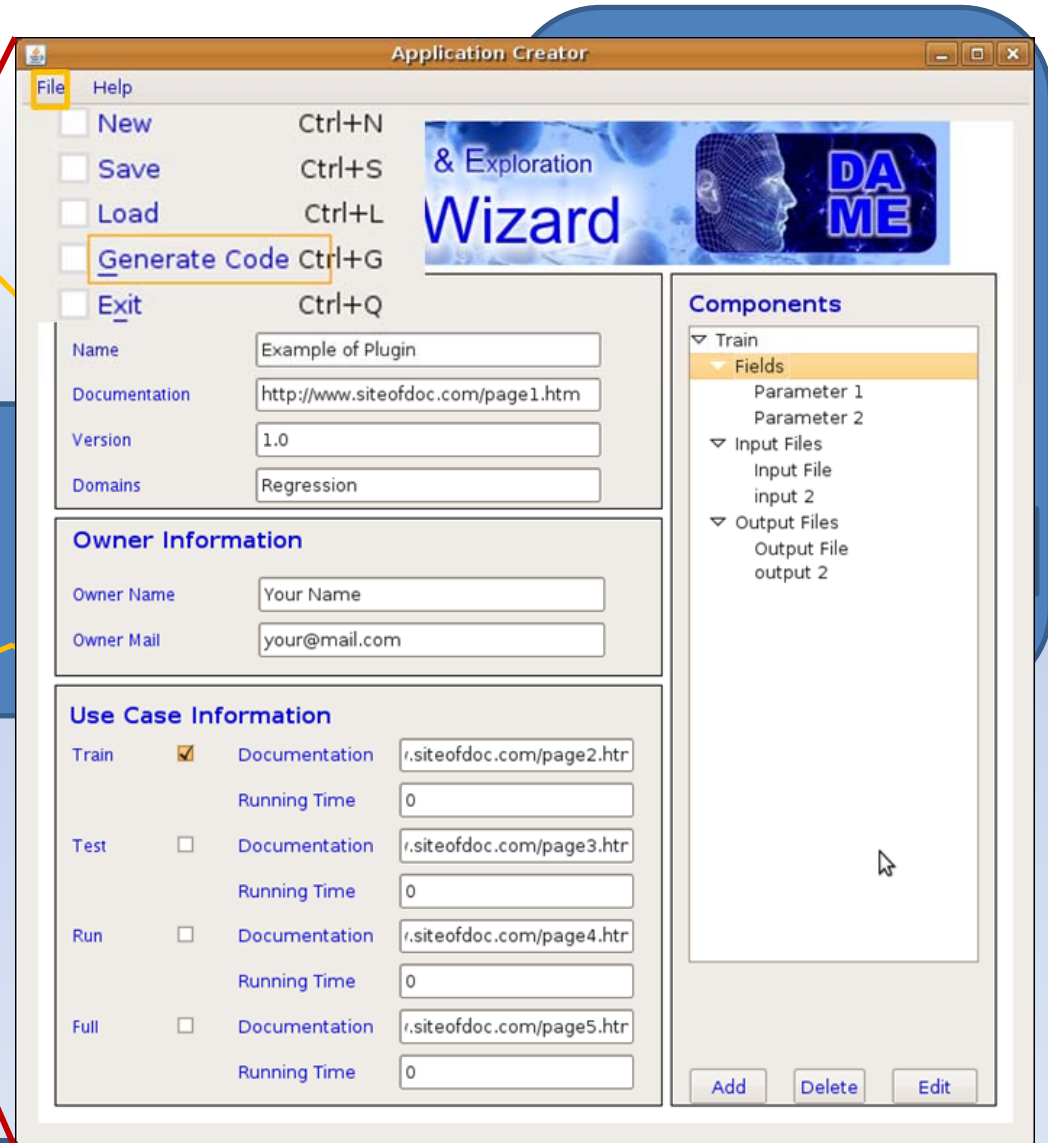 Application Creator
File Help
New Ctrl+N
Save Ctrl+S
Load Ctrl+L
Generate Code Ctrl+G
Exit Ctrl+Q
& Exploration
Wizard
DA
ME
Name Example of Plugin
Documentation http://www.siteofdoc.com/page1.htm
Version 1.0
Domains Regression
Owner Information
Owner Name Your Name
Owner Mail your@mail.com
Use Case Information
Train Documentation .siteofdoc.com/page2.htm
Running Time 0
Test Documentation .siteofdoc.com/page3.htm
Running Time 0
Run Documentation .siteofdoc.com/page4.htm
Running Time 0
Full Documentation .siteofdoc.com/page5.htm
Running Time 0
Components
Train
Fields
Parameter 1
Parameter 2
Input Files
Input File
input 2
Output Files
Output File
output 2
Add Delete Edit